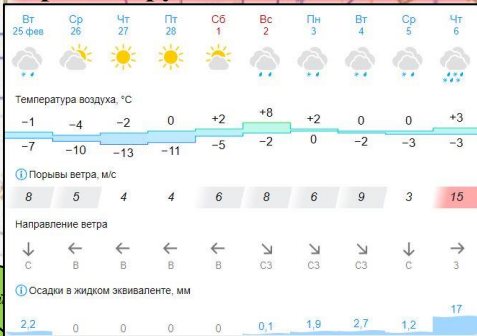 Вт Ср Чт Пт Сб Вс Пн Вт Ср Чт
25 фев 26 27 28 1 2 3 4 5 6
Температура воздуха, °C
−1 −4 −2 0 +2 +8 +2 0 0 +3
−7 −10 −13 −11 −5 −2 0 −2 −3 −3
Порывы ветра, м/с
8 5 4 4 6 8 6 9 3 15
Направление ветра
С В В В В СЗ СЗ СЗ С З
Осадки в жидком эквиваленте, мм
2,2 0 0 0 0 0,1 1,9 2,7 1,2 17